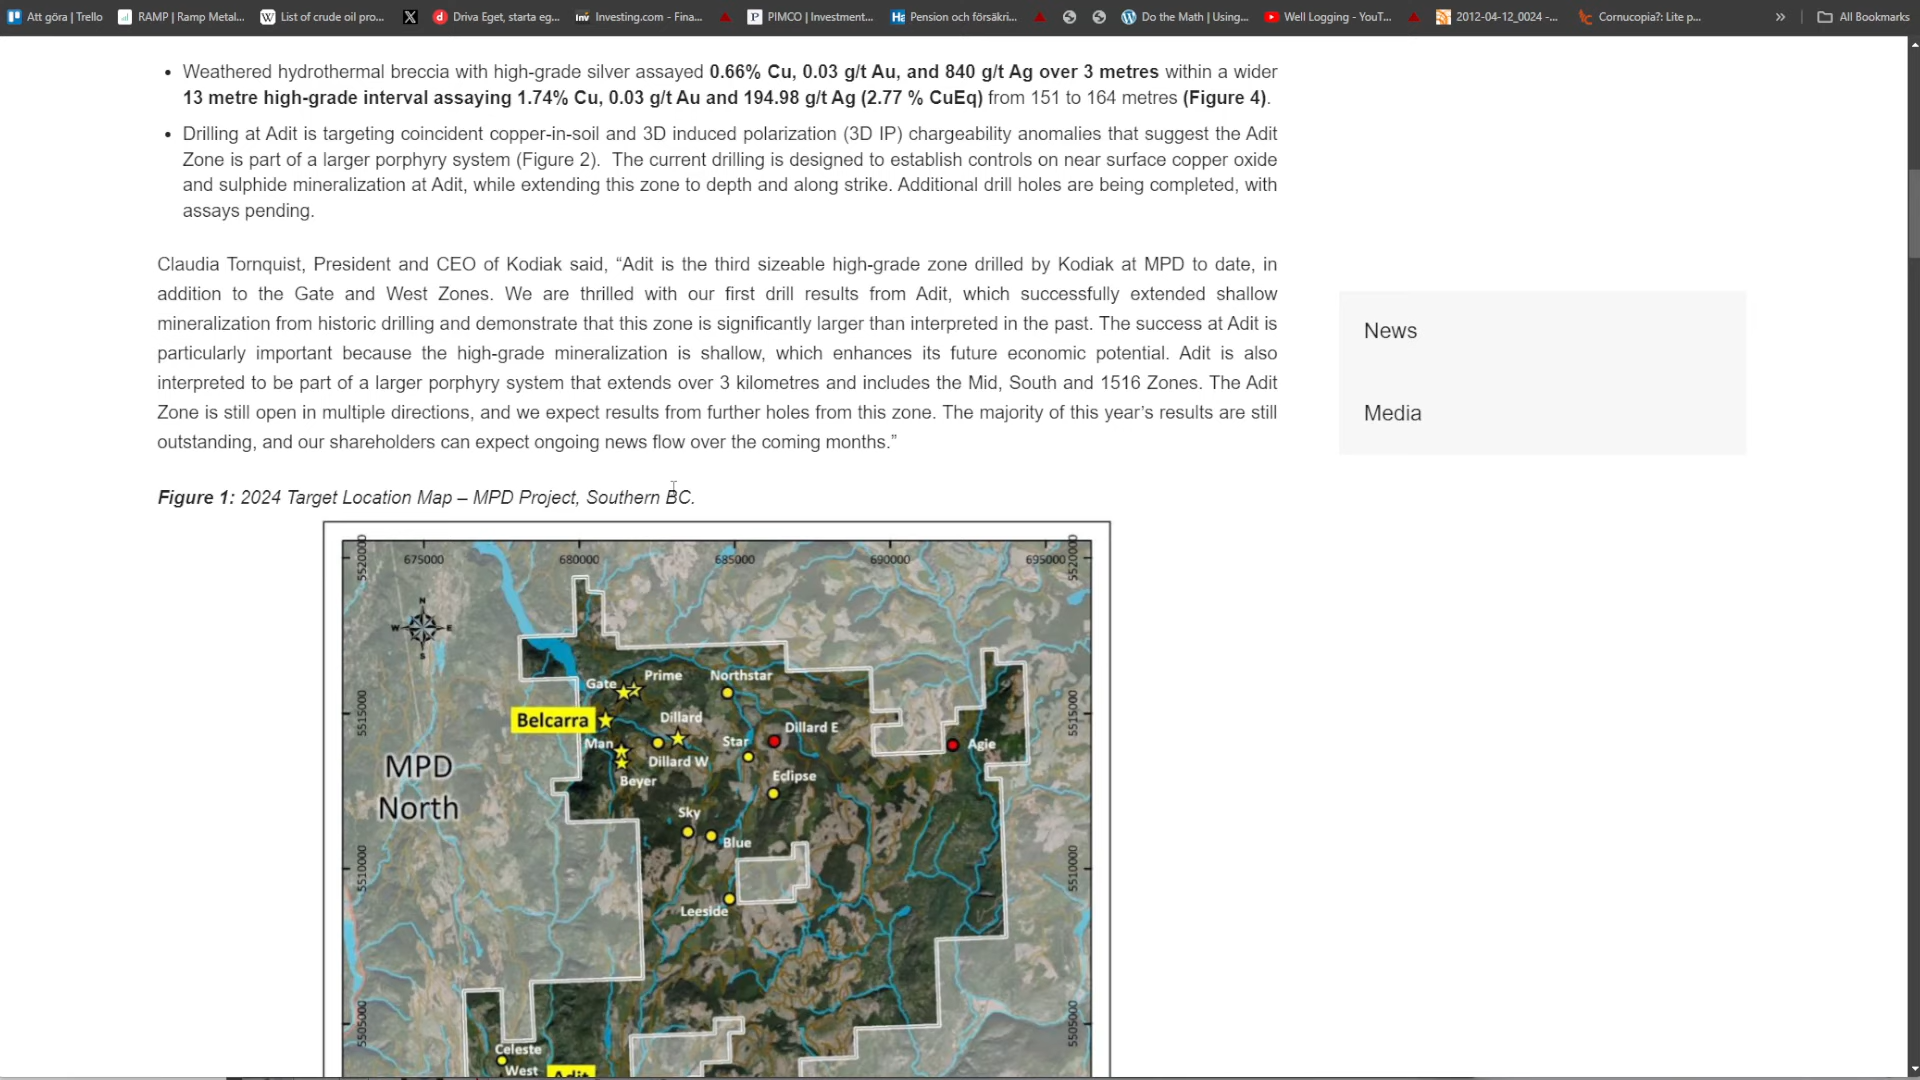 Att göra | Trello
RAMP | Ramp Metal...
List of crude oil pro...
Driva Eget, starta eg...
Investing.com - Fina...
PIMCO | Investment...
Pension och försäkri...
Do the Math | Using...
Well Logging - YouT...
2012-04-12_0024 -...
Cornucopia?: Lite p...
»
All Bookmarks
• Weathered hydrothermal breccia with high-grade silver assayed 0.66% Cu, 0.03 g/t Au, and 840 g/t Ag over 3 metres within a wider
13 metre high-grade interval assaying 1.74% Cu, 0.03 g/t Au and 194.98 g/t Ag (2.77 % CuEq) from 151 to 164 metres (Figure 4).
• Drilling at Adit is targeting coincident copper-in-soil and 3D induced polarization (3D IP) chargeability anomalies that suggest the Adit
Zone is part of a larger porphyry system (Figure 2). The current drilling is designed to establish controls on near surface copper oxide
and sulphide mineralization at Adit, while extending this zone to depth and along strike. Additional drill holes are being completed, with
assays pending.
Claudia Tornquist, President and CEO of Kodiak said, “Adit is the third sizeable high-grade zone drilled by Kodiak at MPD to date, in
addition to the Gate and West Zones. We are thrilled with our first drill results from Adit, which successfully extended shallow
mineralization from historic drilling and demonstrate that this zone is significantly larger than interpreted in the past. The success at Adit is
particularly important because the high-grade mineralization is shallow, which enhances its future economic potential. Adit is also
interpreted to be part of a larger porphyry system that extends over 3 kilometres and includes the Mid, South and 1516 Zones. The Adit
Zone is still open in multiple directions, and we expect results from further holes from this zone. The majority of this year’s results are still
outstanding, and our shareholders can expect ongoing news flow over the coming months.”
News
Media
Figure 1: 2024 Target Location Map – MPD Project, Southern BC.
675000
680000
685000
690000
695000
5520000
5520000
N
W E
S
Gate
Prime
Northstar
Belcarra
Dillard
Dillard E
5515000
5515000
Man
Star
Agie
Dillard W
MPD
North
Beyer
Eclipse
Sky
Blue
5510000
5510000
Leeside
5505000
5505000
Celeste
West
Adit